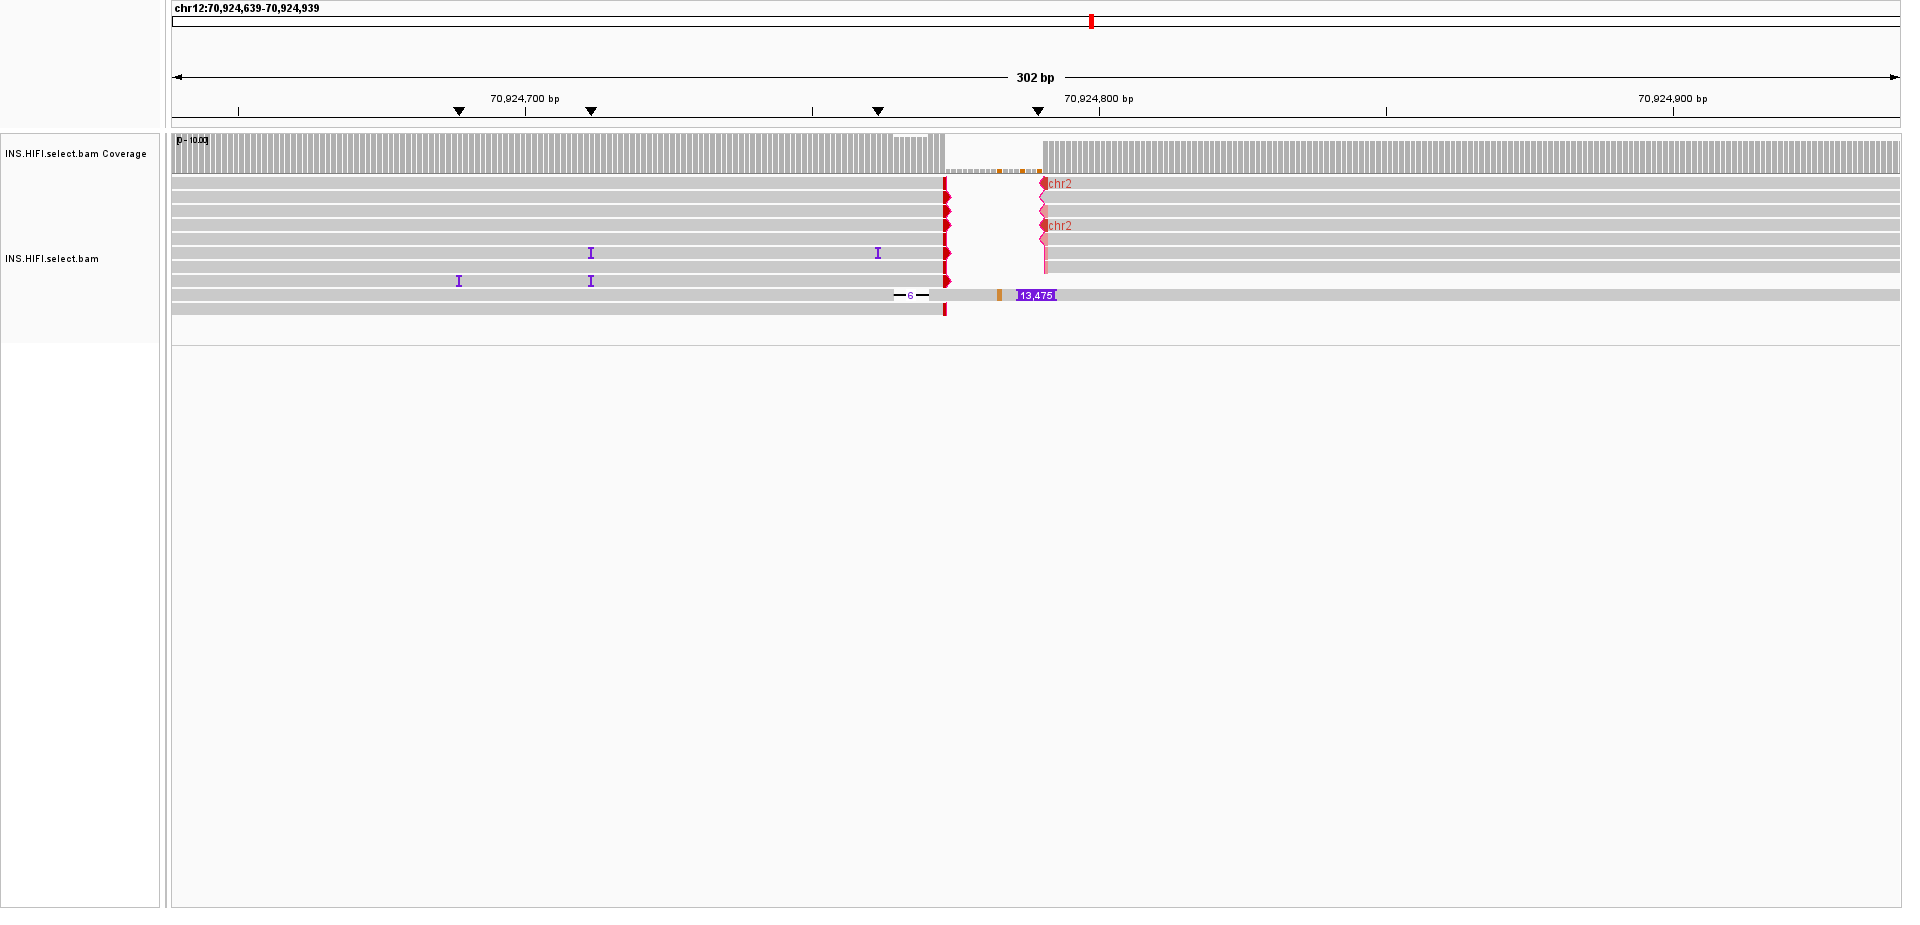 chr12:70,924,639-70,924,939
302 bp
70,924,700 bp 70,924,800 bp 70,924,900 bp
[0 - 10.00]
INS.HIFI.select.bam Coverage
chr2
chr2
INS.HIFI.select.bam
6 13,475